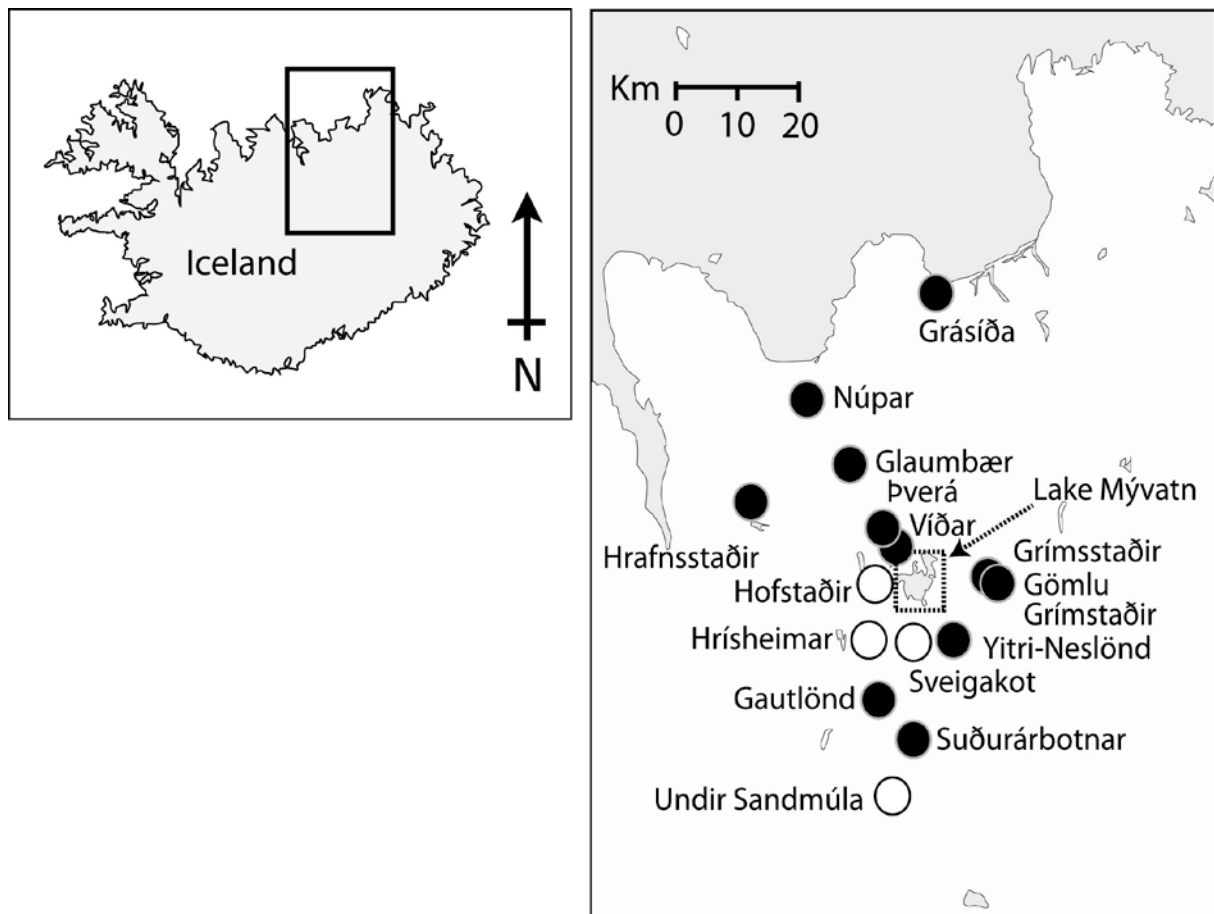 Iceland
N
Km
0 10 20
Grásíða
Núpar
Glaumbær
Þverá
Lake Mývatn
Víðar
Hrafnsstaðir
Grímsstaðir
Hofstaðir
Gömlu
Grímstaðir
Hrísheimar
Yitri-Neslönd
Sveigakot
Gautlönd
Suðurárbotnar
Undir Sandmúla